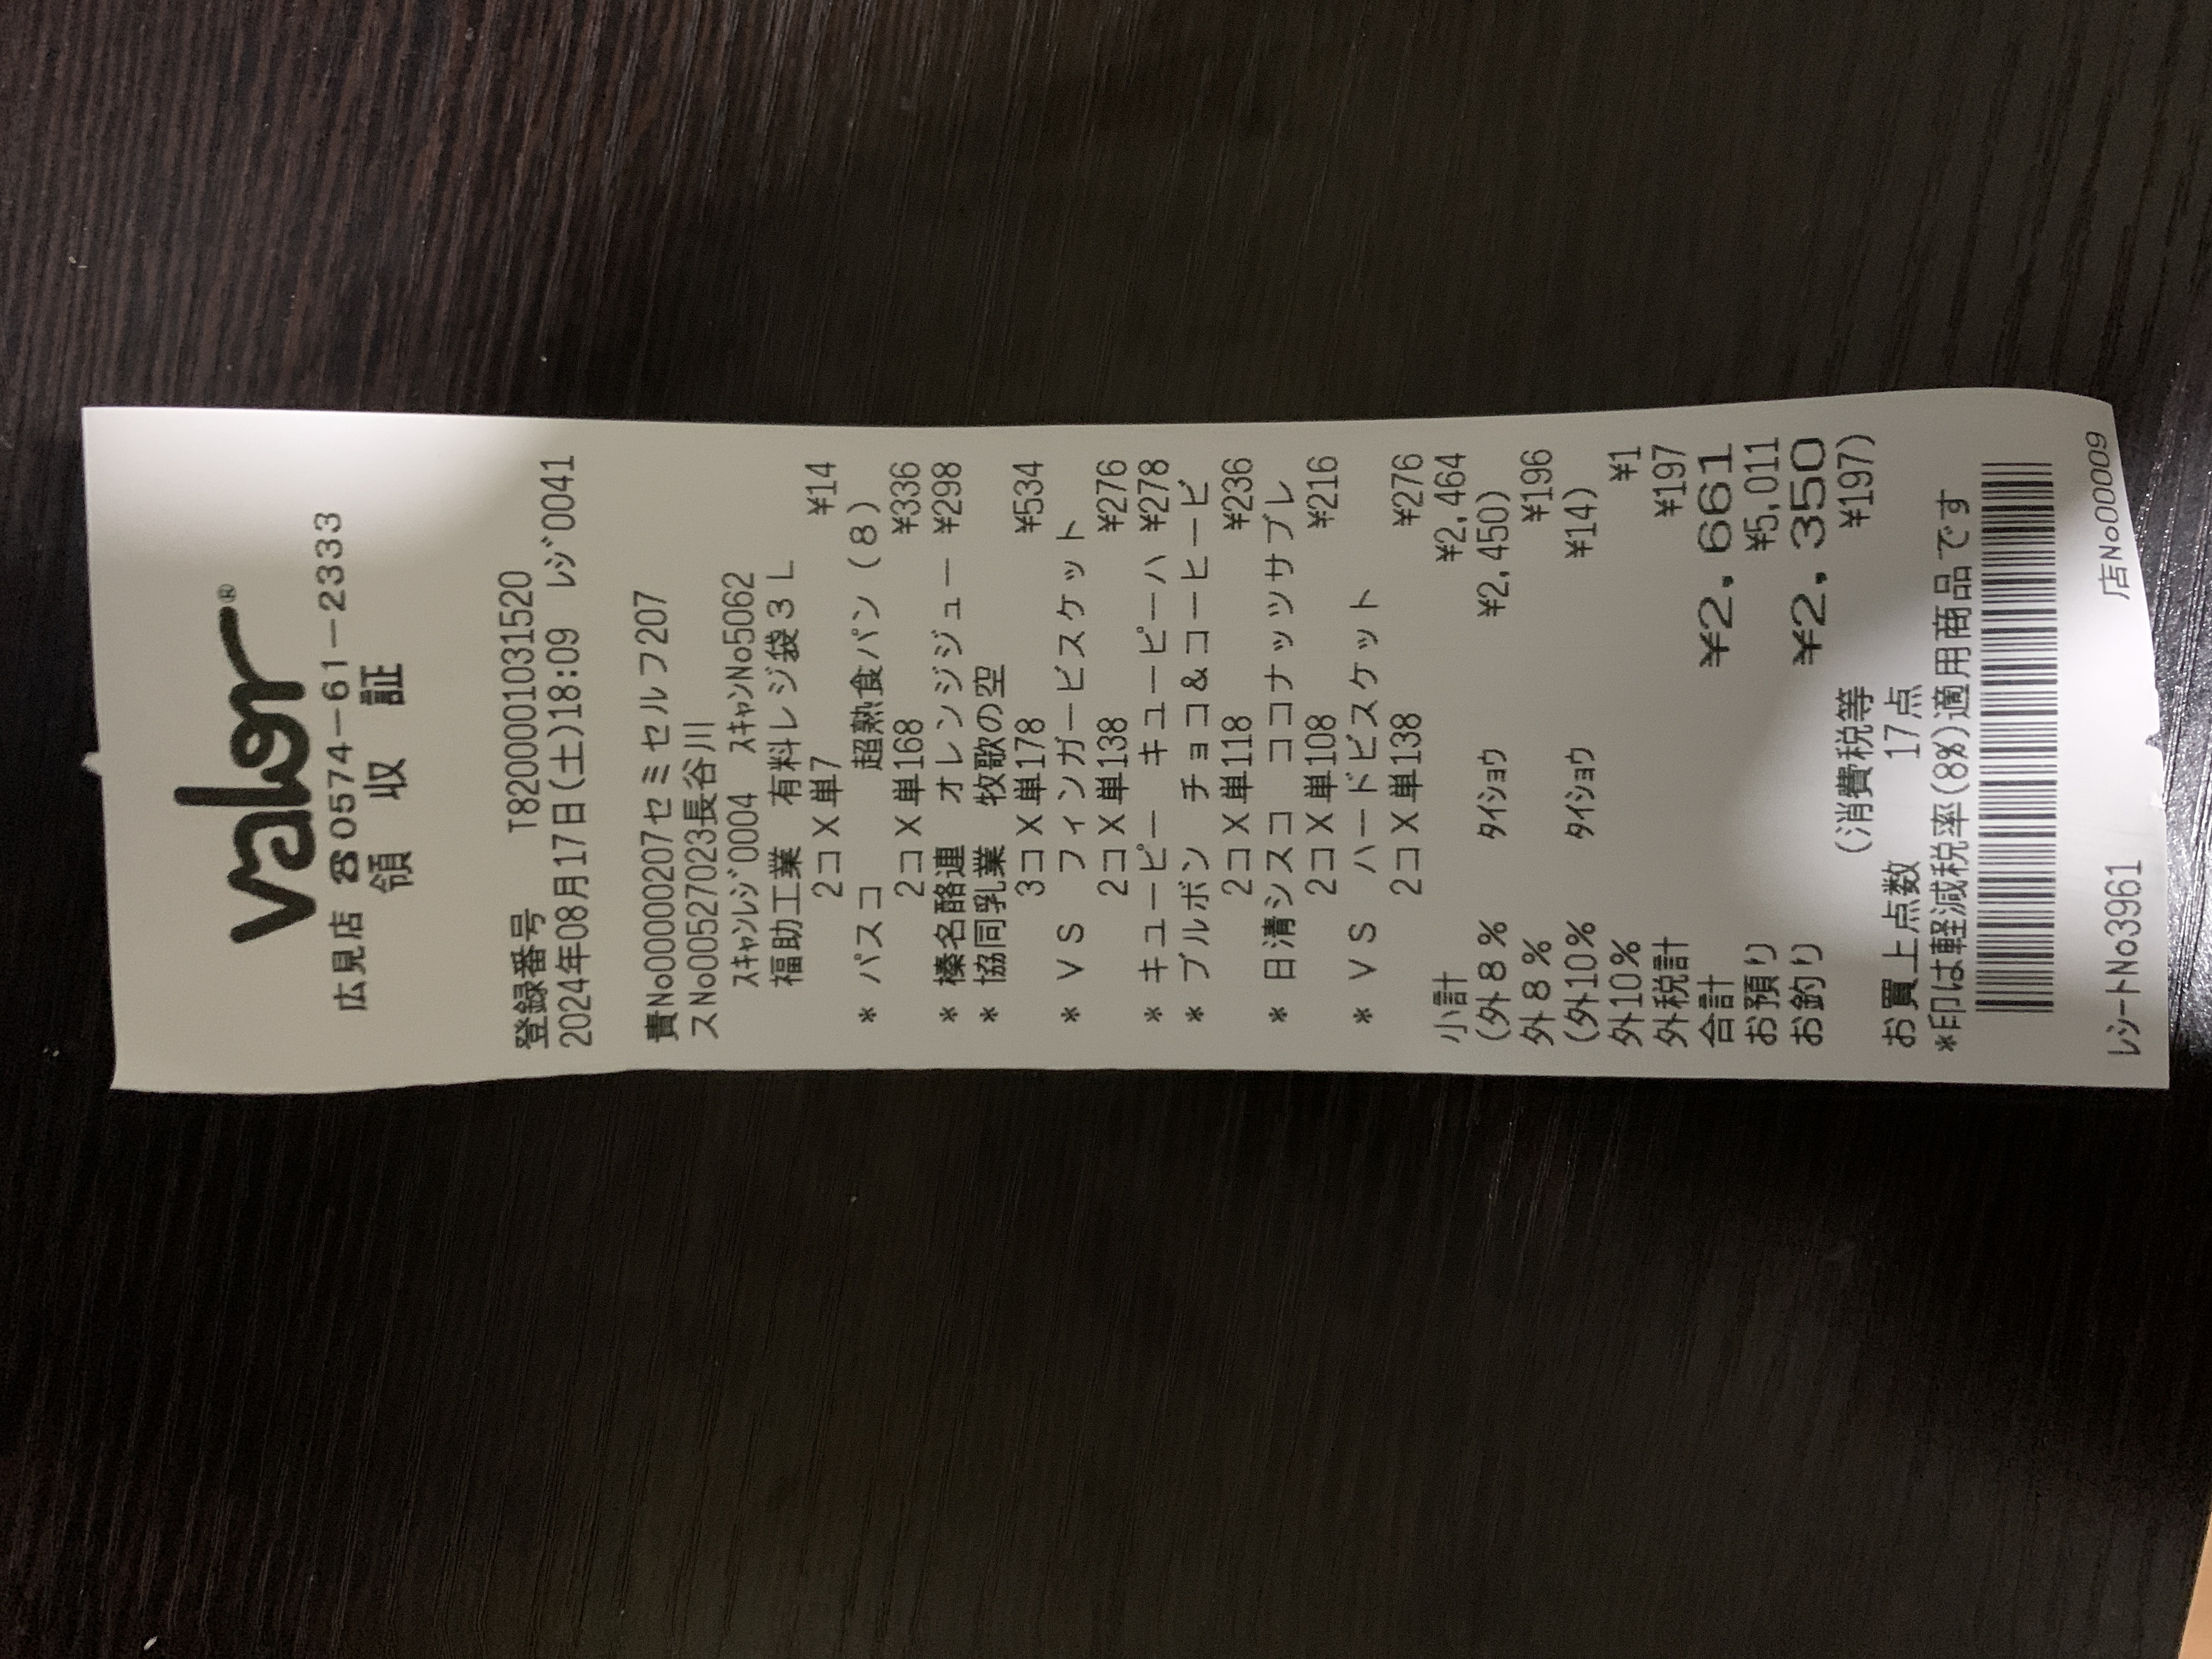 valor®
広見店 ☎0574-61-2333
領収証
登録番号 T8200001031520
2024年08月17日(土)18:09 ﾚｼﾞ0041
責No00000207セミセルフ207
スNo00527023長谷川
ｽｷｬﾝﾚｼﾞ0004 ｽｷｬﾝNo5062
福助工業 有料レジ袋3L
2コX単7 ¥14
* パスコ 超熟食パン(8)
2コX単168 ¥336
* 榛名酪連 オレンジジュー ¥298
* 協同乳業 牧歌の空
3コX単178 ¥534
* VS フィンガービスケット
2コX単138 ¥276
* キューピー キューピーハ ¥278
* ブルボン チョコ&コーヒービ
2コX単118 ¥236
* 日清シスコ ココナッツサブレ
2コX単108 ¥216
* VS ハードビスケット
2コX単138 ¥276
小計 ¥2,464
(外8% ﾀｲｼｮｳ ¥2,450)
外8% ¥196
(外10% ﾀｲｼｮｳ ¥14)
外10% ¥1
外税計 ¥197
合計 ¥2,661
お預り ¥5,011
お釣り ¥2,350
(消費税等 ¥197)
お買上点数 17点
*印は軽減税率(8%)適用商品です
ﾚｼｰﾄNo3961 店No00009